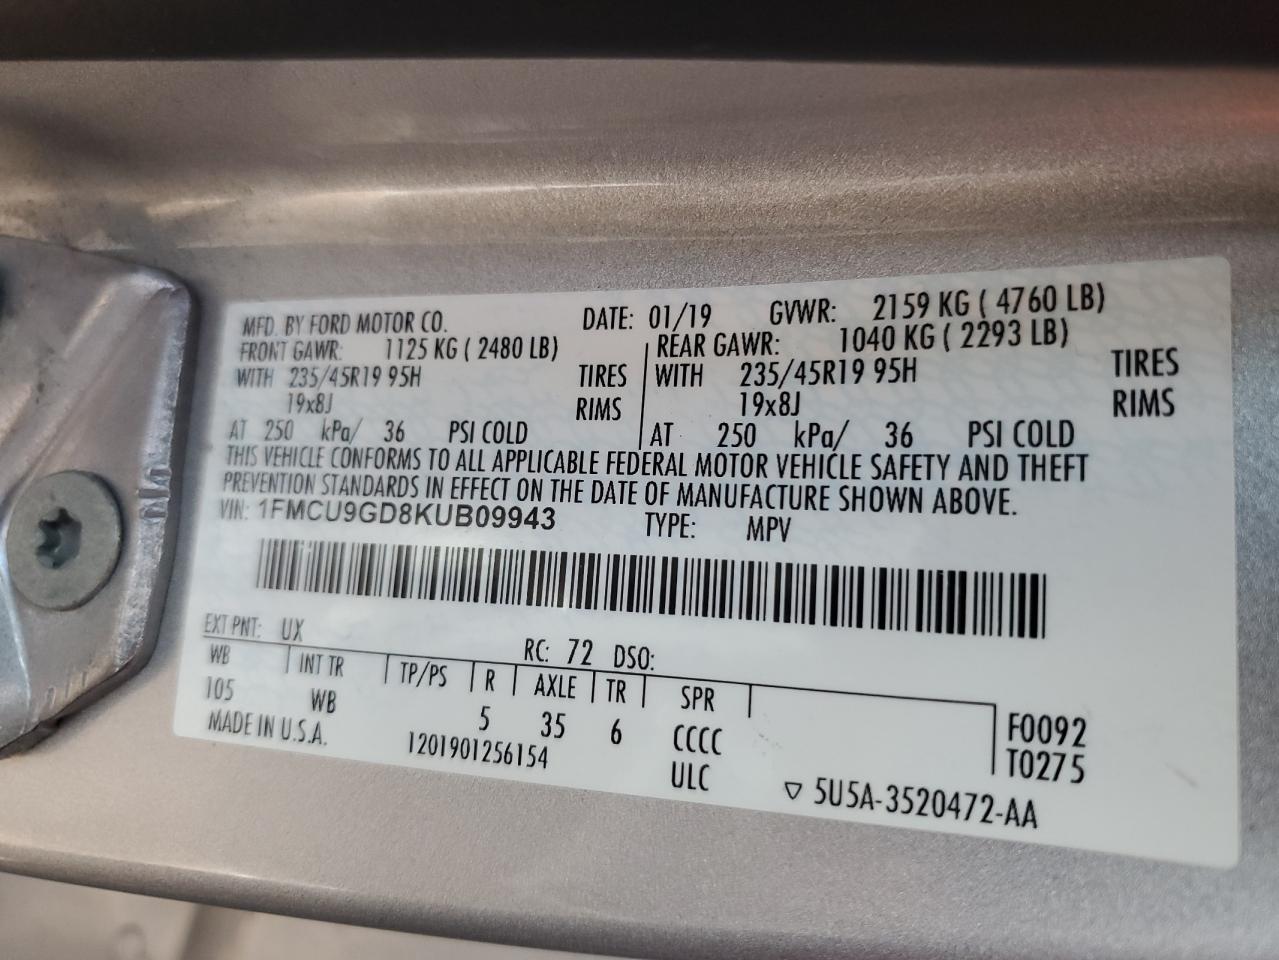 MFD. BY FORD MOTOR CO. DATE: 01/19 GVWR: 2159 KG ( 4760 LB)
FRONT GAWR: 1125 KG ( 2480 LB) REAR GAWR: 1040 KG ( 2293 LB)
WITH 235/45R19 95H TIRES WITH 235/45R19 95H TIRES
19x8J RIMS 19x8J RIMS
AT 250 kPa/ 36 PSI COLD AT 250 kPa/ 36 PSI COLD
THIS VEHICLE CONFORMS TO ALL APPLICABLE FEDERAL MOTOR VEHICLE SAFETY AND THEFT
PREVENTION STANDARDS IN EFFECT ON THE DATE OF MANUFACTURE SHOWN ABOVE.
VIN: 1FMCU9GD8KUB09943 TYPE: MPV
EXT PNT: UX RC: 72 DSO:
WB INT TR TP/PS R AXLE TR SPR
105 WB 5 35 6 CCCC F0092
MADE IN U.S.A. 1201901256154 ULC T0275
▽ 5U5A-3520472-AA